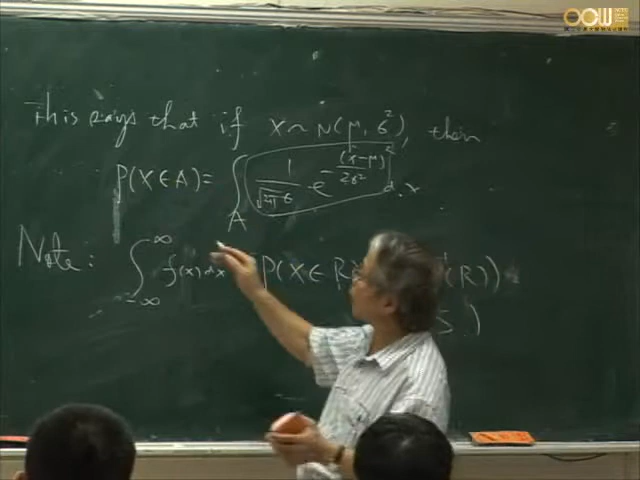 This says that if X ~ N(μ, σ²), then
P(X ∈ A) = ∫_A 1/(√2π σ) e^{-(x-μ)²/2σ²} dx
Note: ∫_{-∞}^{∞} f(x) dx P(X ∈ R) (R))
OCW